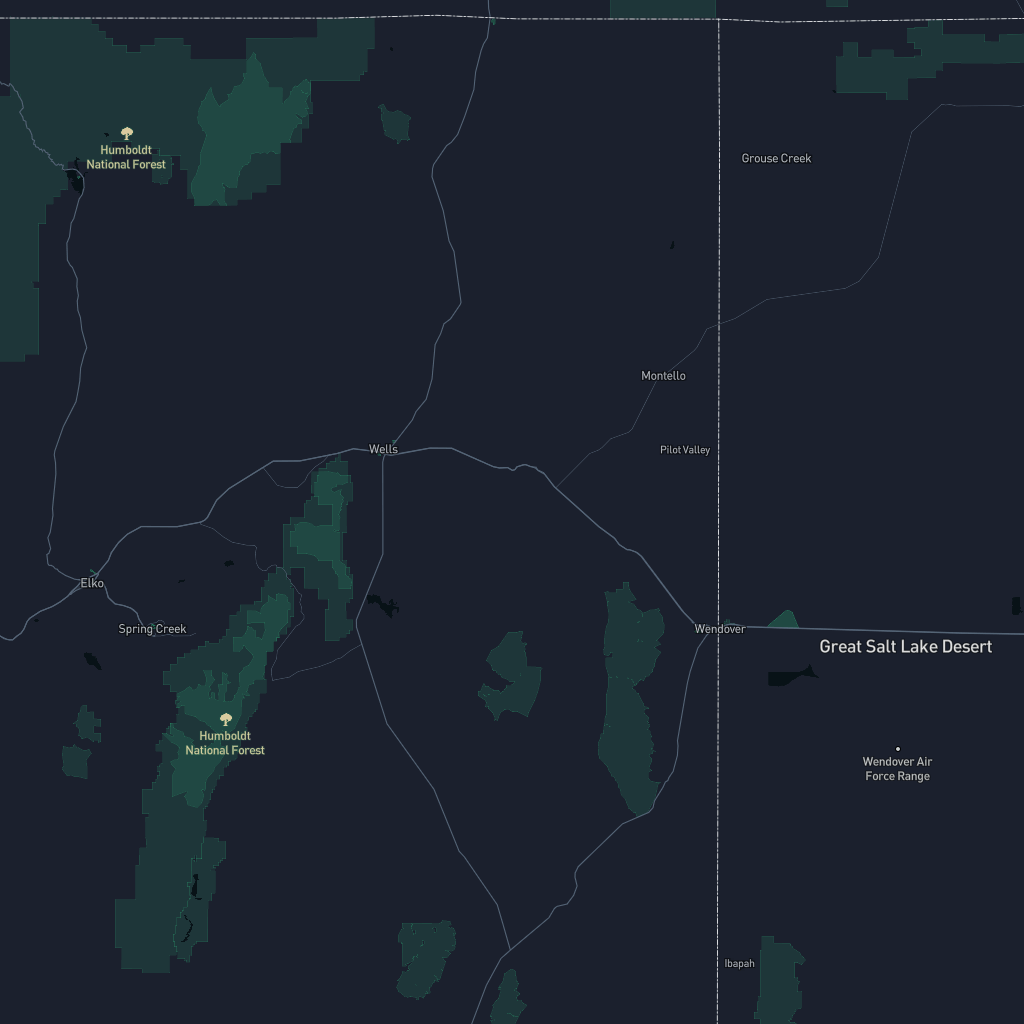 Humboldt
National Forest
Grouse Creek
Montello
Wells
Pilot Valley
Elko
Spring Creek
Wendover
Great Salt Lake Desert
Humboldt
National Forest
Wendover Air
Force Range
Ibapah